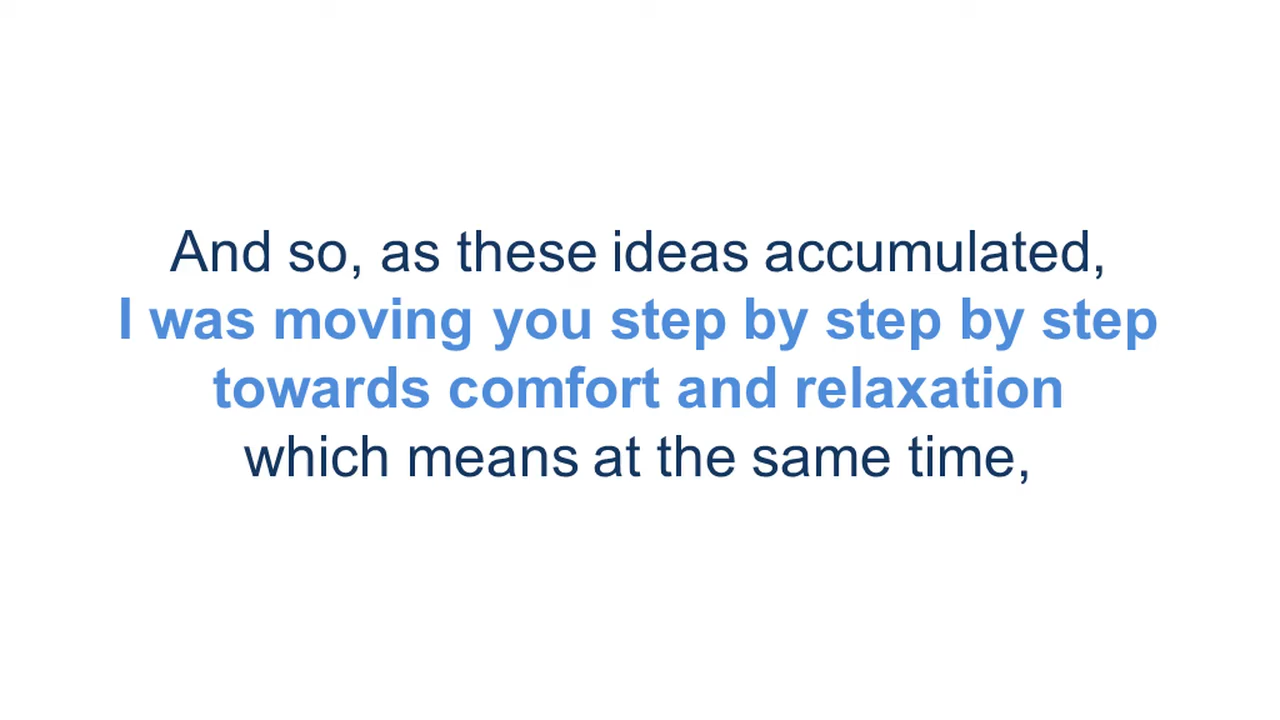 And so, as these ideas accumulated,
I was moving you step by step by step
towards comfort and relaxation
which means at the same time,